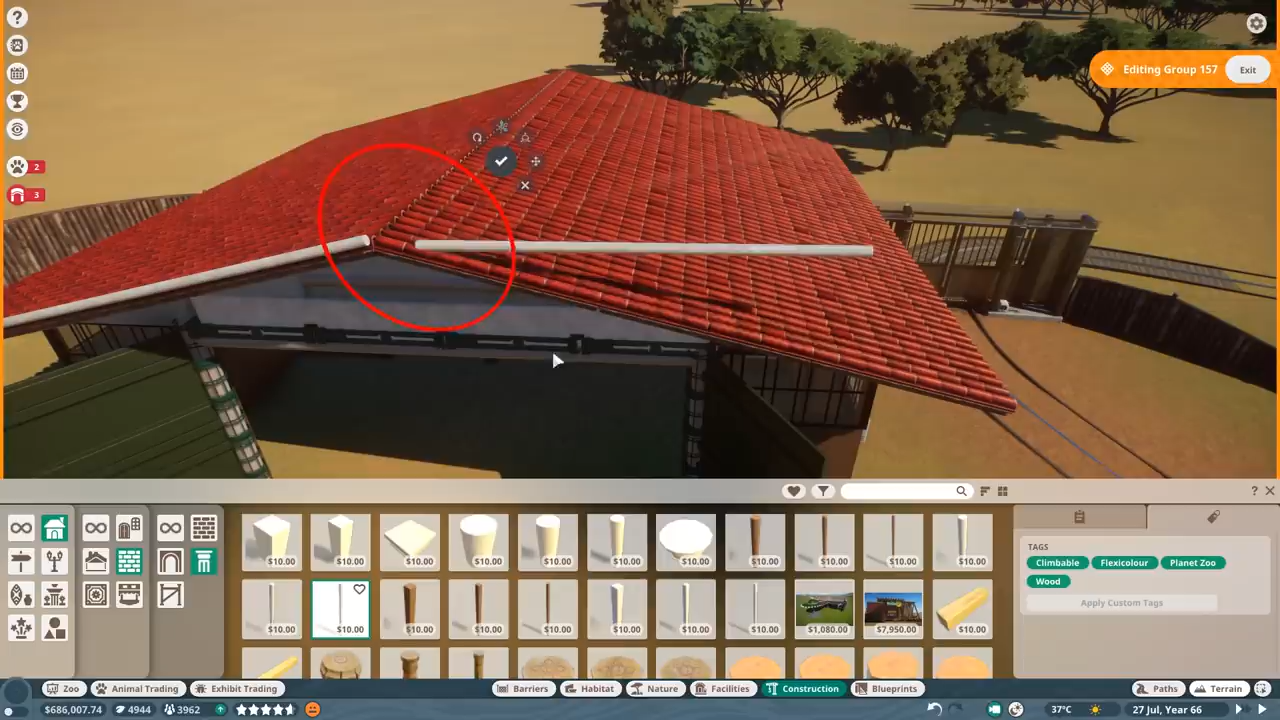 Editing Group 157
Exit
2
3
$10.00 $10.00 $10.00 $10.00 $10.00 $10.00 $10.00 $10.00 $10.00 $10.00 $10.00
$10.00 $10.00 $10.00 $10.00 $10.00 $10.00 $10.00 $10.00 $1,080.00 $7,950.00 $10.00
?
TAGS
Climbable Flexicolour Planet Zoo
Wood
Apply Custom Tags
Zoo Animal Trading Exhibit Trading Barriers Habitat Nature Facilities Construction Blueprints Paths Terrain
$686,007.74 4944 3962 37°C 27 Jul, Year 66